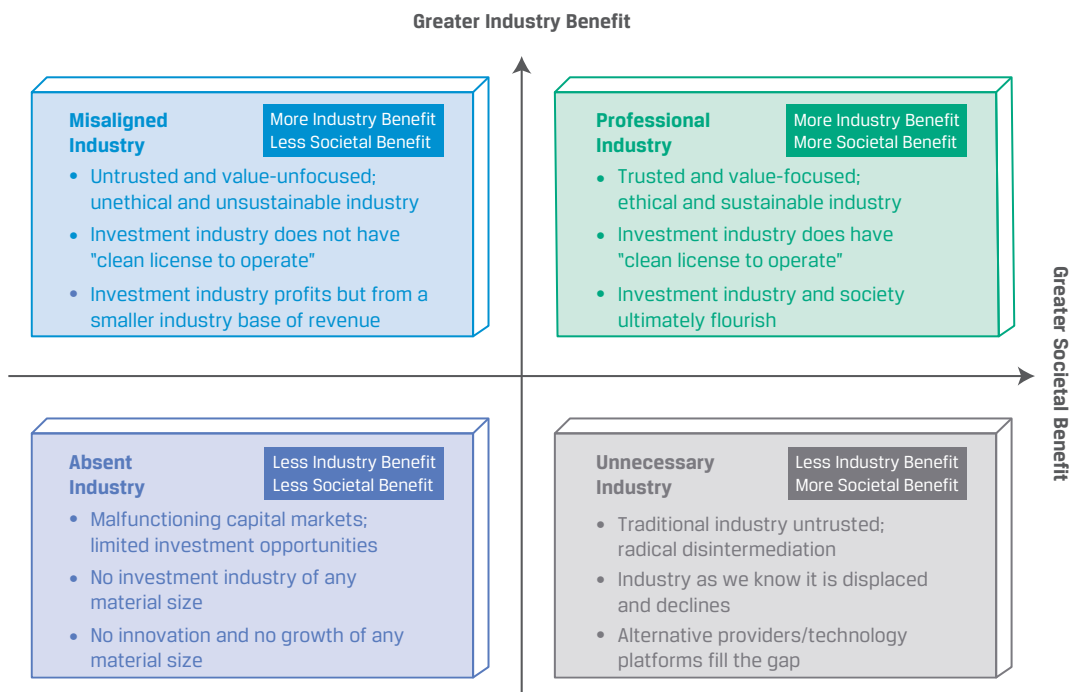 Greater Industry Benefit
Misaligned
Industry
More Industry Benefit
Less Societal Benefit
• Untrusted and value-unfocused;
unethical and unsustainable industry
• Investment industry does not have
"clean license to operate"
• Investment industry profits but from a
smaller industry base of revenue
Professional
Industry
More Industry Benefit
More Societal Benefit
• Trusted and value-focused;
ethical and sustainable industry
• Investment industry does have
"clean license to operate"
• Investment industry and society
ultimately flourish
Greater Societal Benefit
Absent
Industry
Less Industry Benefit
Less Societal Benefit
• Malfunctioning capital markets;
limited investment opportunities
• No investment industry of any
material size
• No innovation and no growth of any
material size
Unnecessary
Industry
Less Industry Benefit
More Societal Benefit
• Traditional industry untrusted;
radical disintermediation
• Industry as we know it is displaced
and declines
• Alternative providers/technology
platforms fill the gap